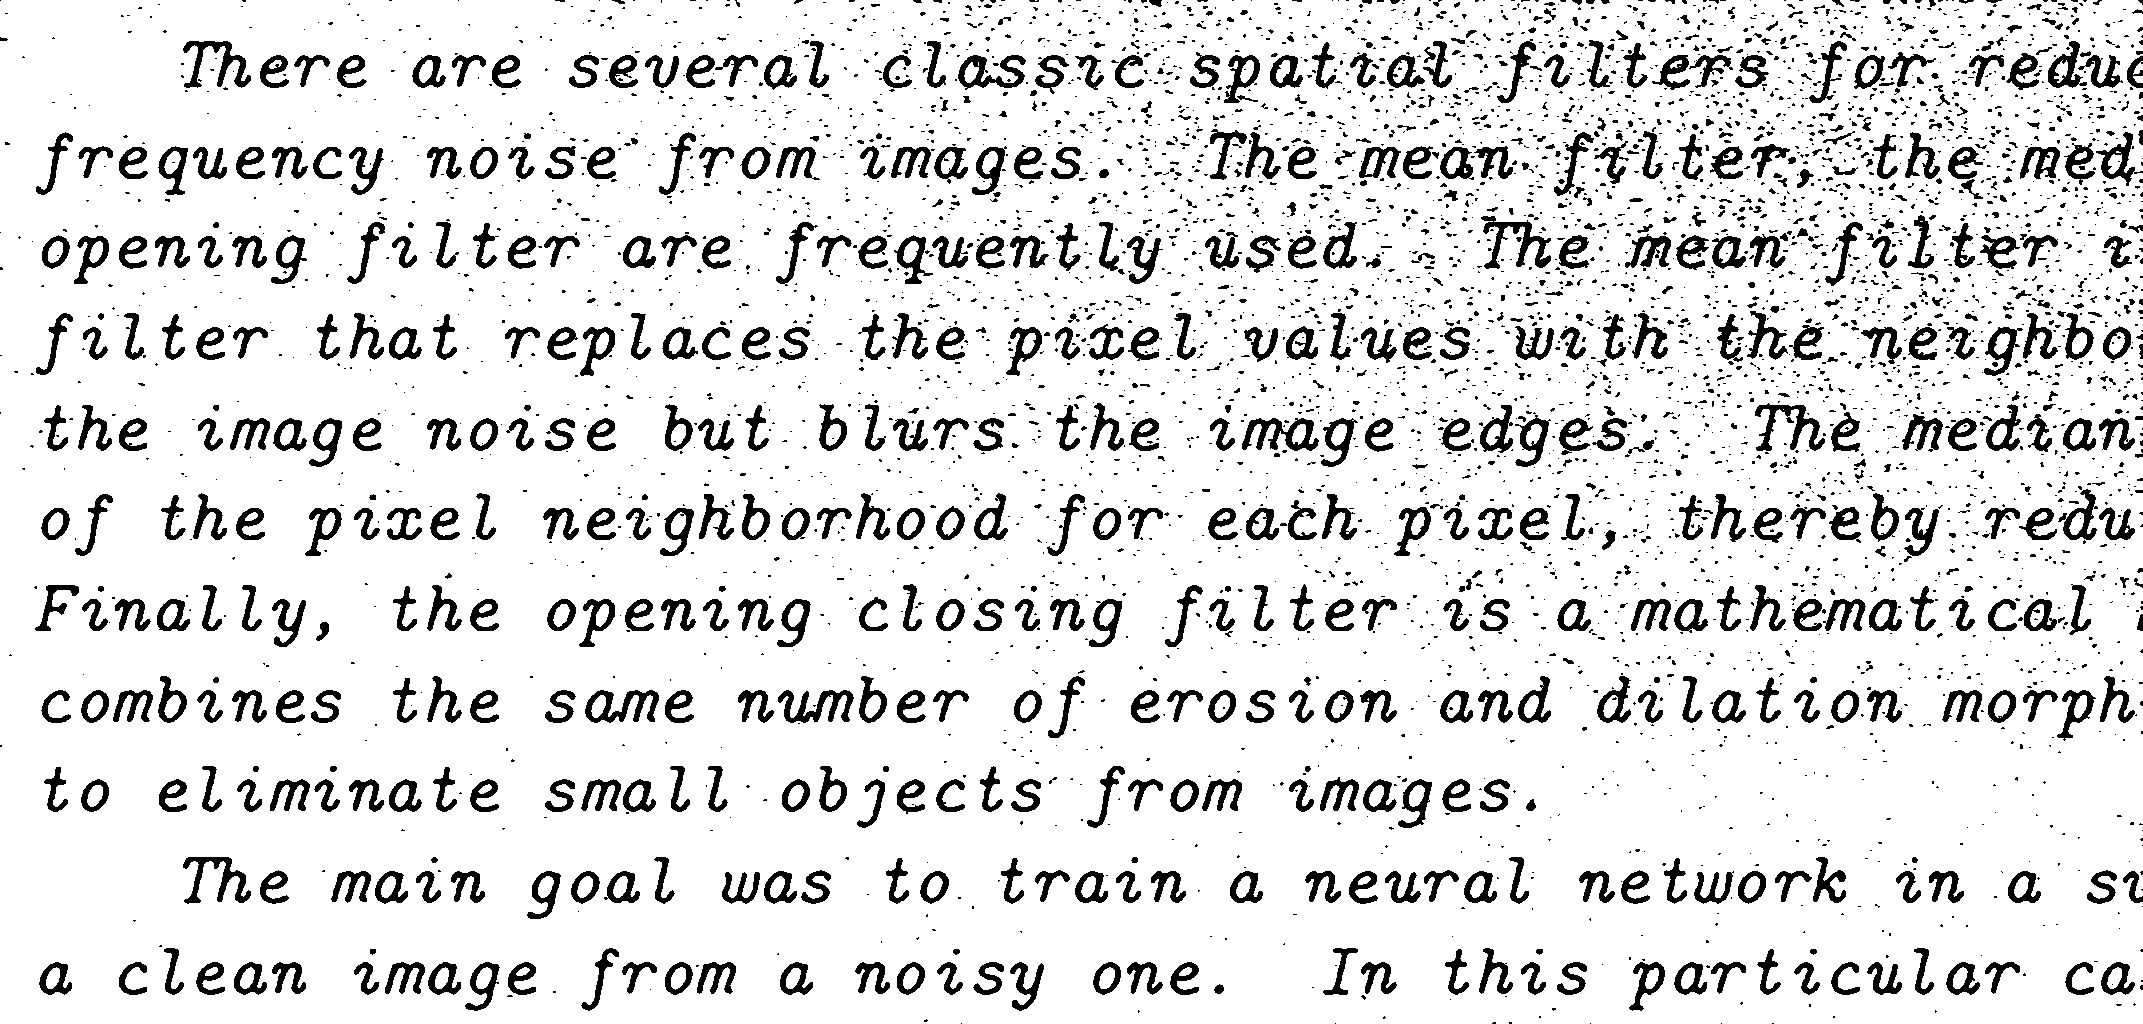 There are several classic spatial filters for reduc
frequency noise from images. The mean filter, the med
opening filter are frequently used. The mean filter i
filter that replaces the pixel values with the neighbo
the image noise but blurs the image edges. The median
of the pixel neighborhood for each pixel, thereby redu
Finally, the opening closing filter is a mathematical
combines the same number of erosion and dilation morph
to eliminate small objects from images.
The main goal was to train a neural network in a su
a clean image from a noisy one. In this particular ca